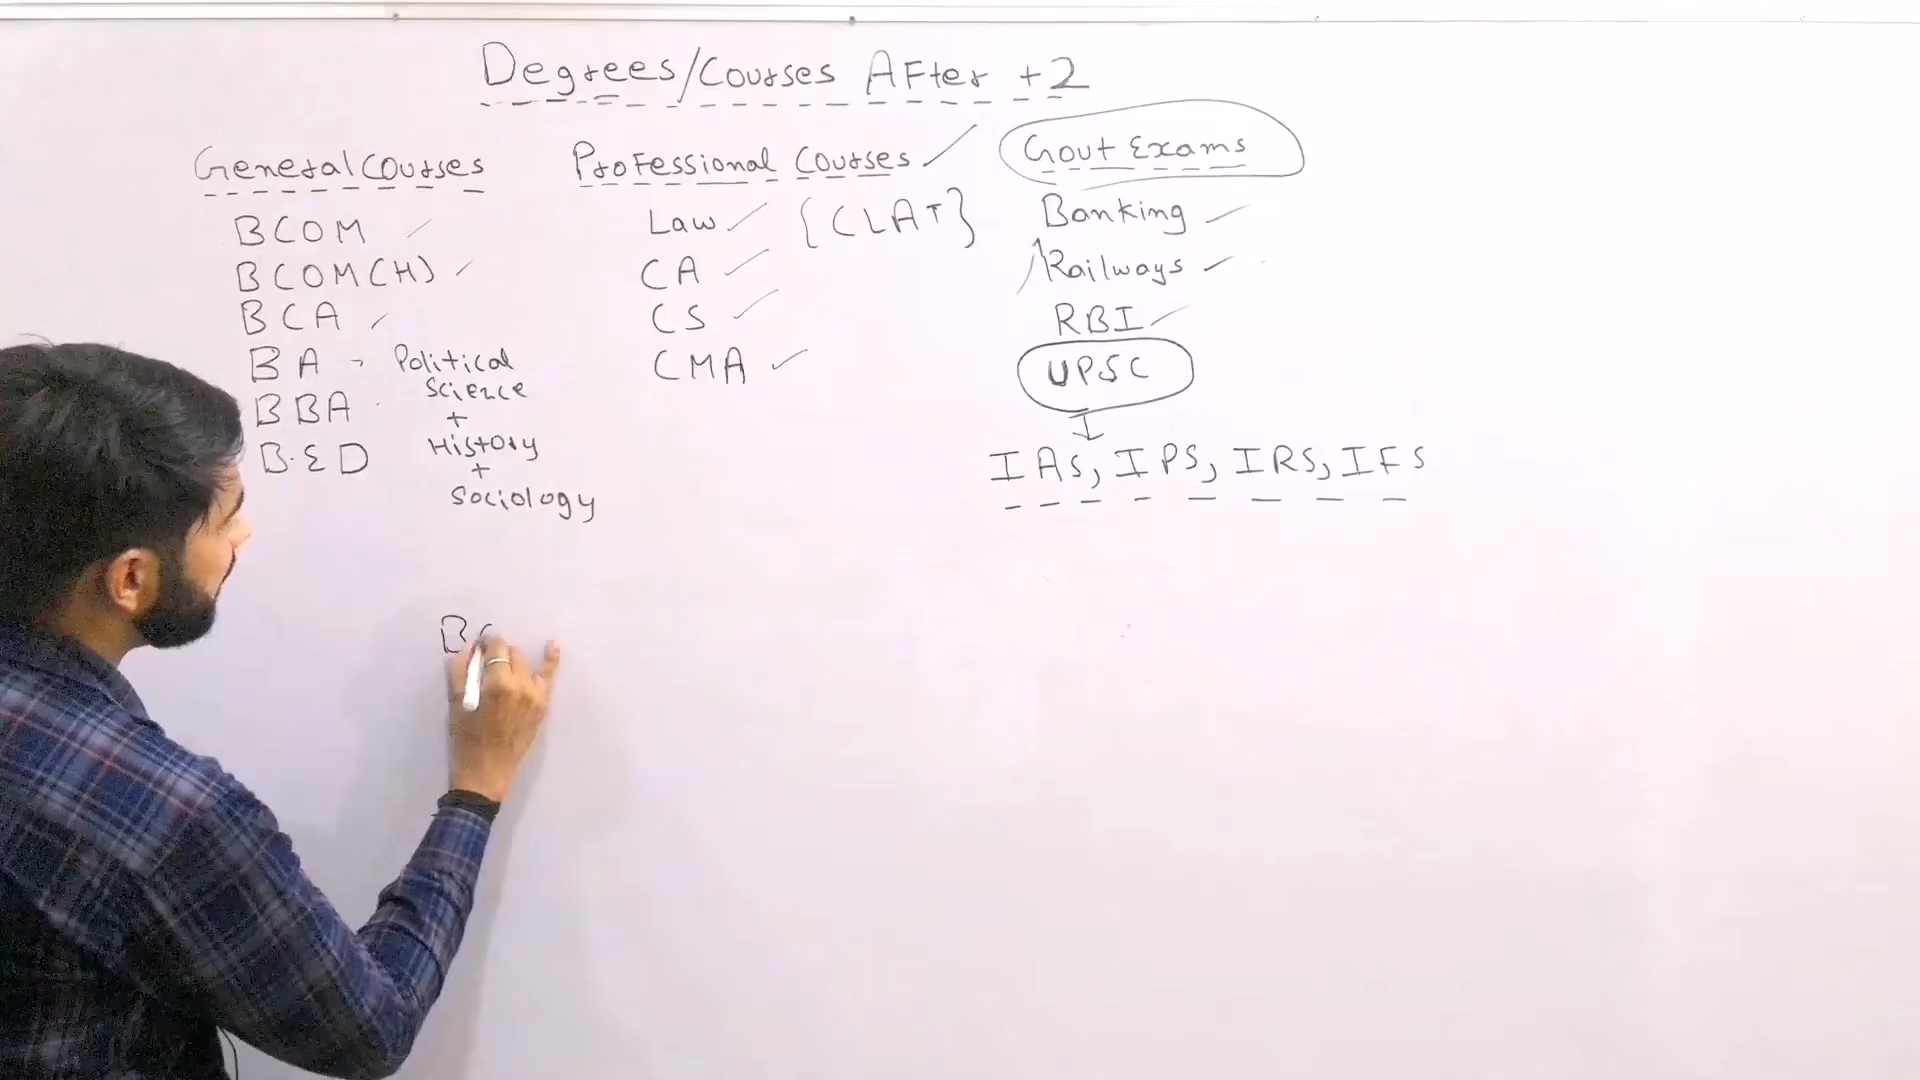 Degrees/Courses After +2
General Courses
BCOM
BCOM(H)
BCA
BA → Political
Science
+
History
+
Sociology
BBA
B.ED
Professional Courses
Law {CLAT}
CA
CS
CMA
Govt Exams
Banking
Railways
RBI
UPSC
IAS, IPS, IRS, IFS